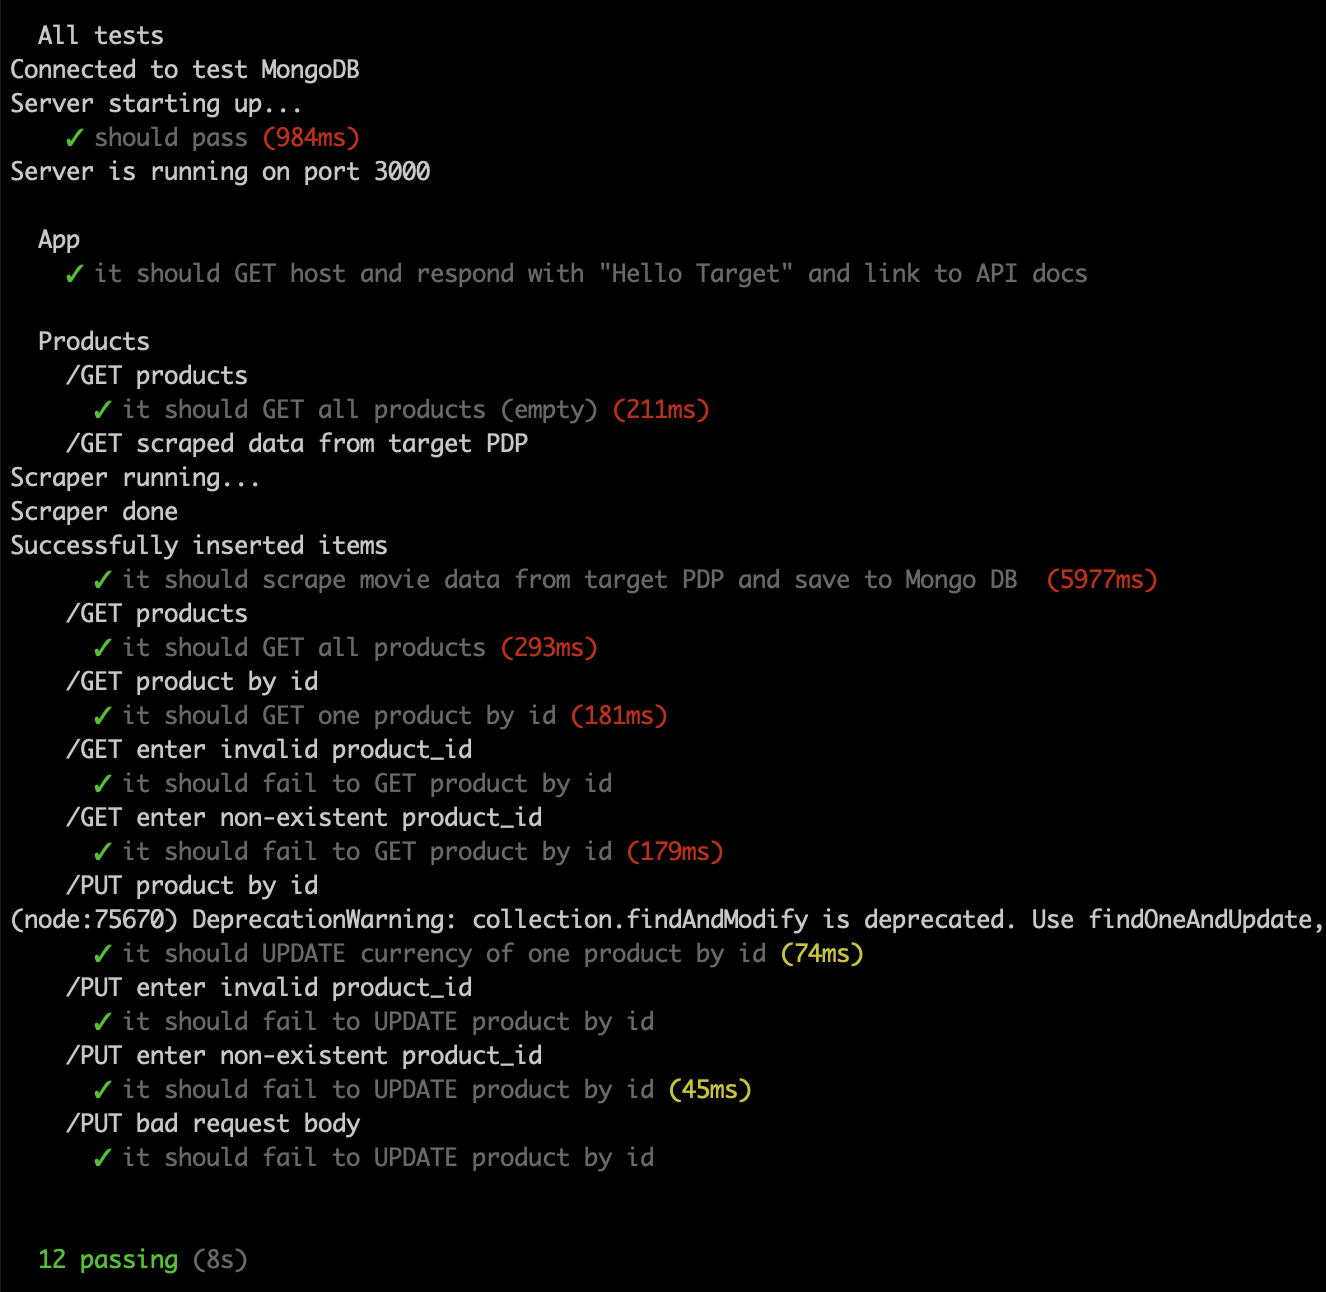 All tests
Connected to test MongoDB
Server starting up...
✓ should pass (984ms)
Server is running on port 3000
App
✓ it should GET host and respond with "Hello Target" and link to API docs
Products
/GET products
✓ it should GET all products (empty) (211ms)
/GET scraped data from target PDP
Scraper running...
Scraper done
Successfully inserted items
✓ it should scrape movie data from target PDP and save to Mongo DB  (5977ms)
/GET products
✓ it should GET all products (293ms)
/GET product by id
✓ it should GET one product by id (181ms)
/GET enter invalid product_id
✓ it should fail to GET product by id
/GET enter non-existent product_id
✓ it should fail to GET product by id (179ms)
/PUT product by id
(node:75670) DeprecationWarning: collection.findAndModify is deprecated. Use findOneAndUpdate,
✓ it should UPDATE currency of one product by id (74ms)
/PUT enter invalid product_id
✓ it should fail to UPDATE product by id
/PUT enter non-existent product_id
✓ it should fail to UPDATE product by id (45ms)
/PUT bad request body
✓ it should fail to UPDATE product by id
12 passing (8s)